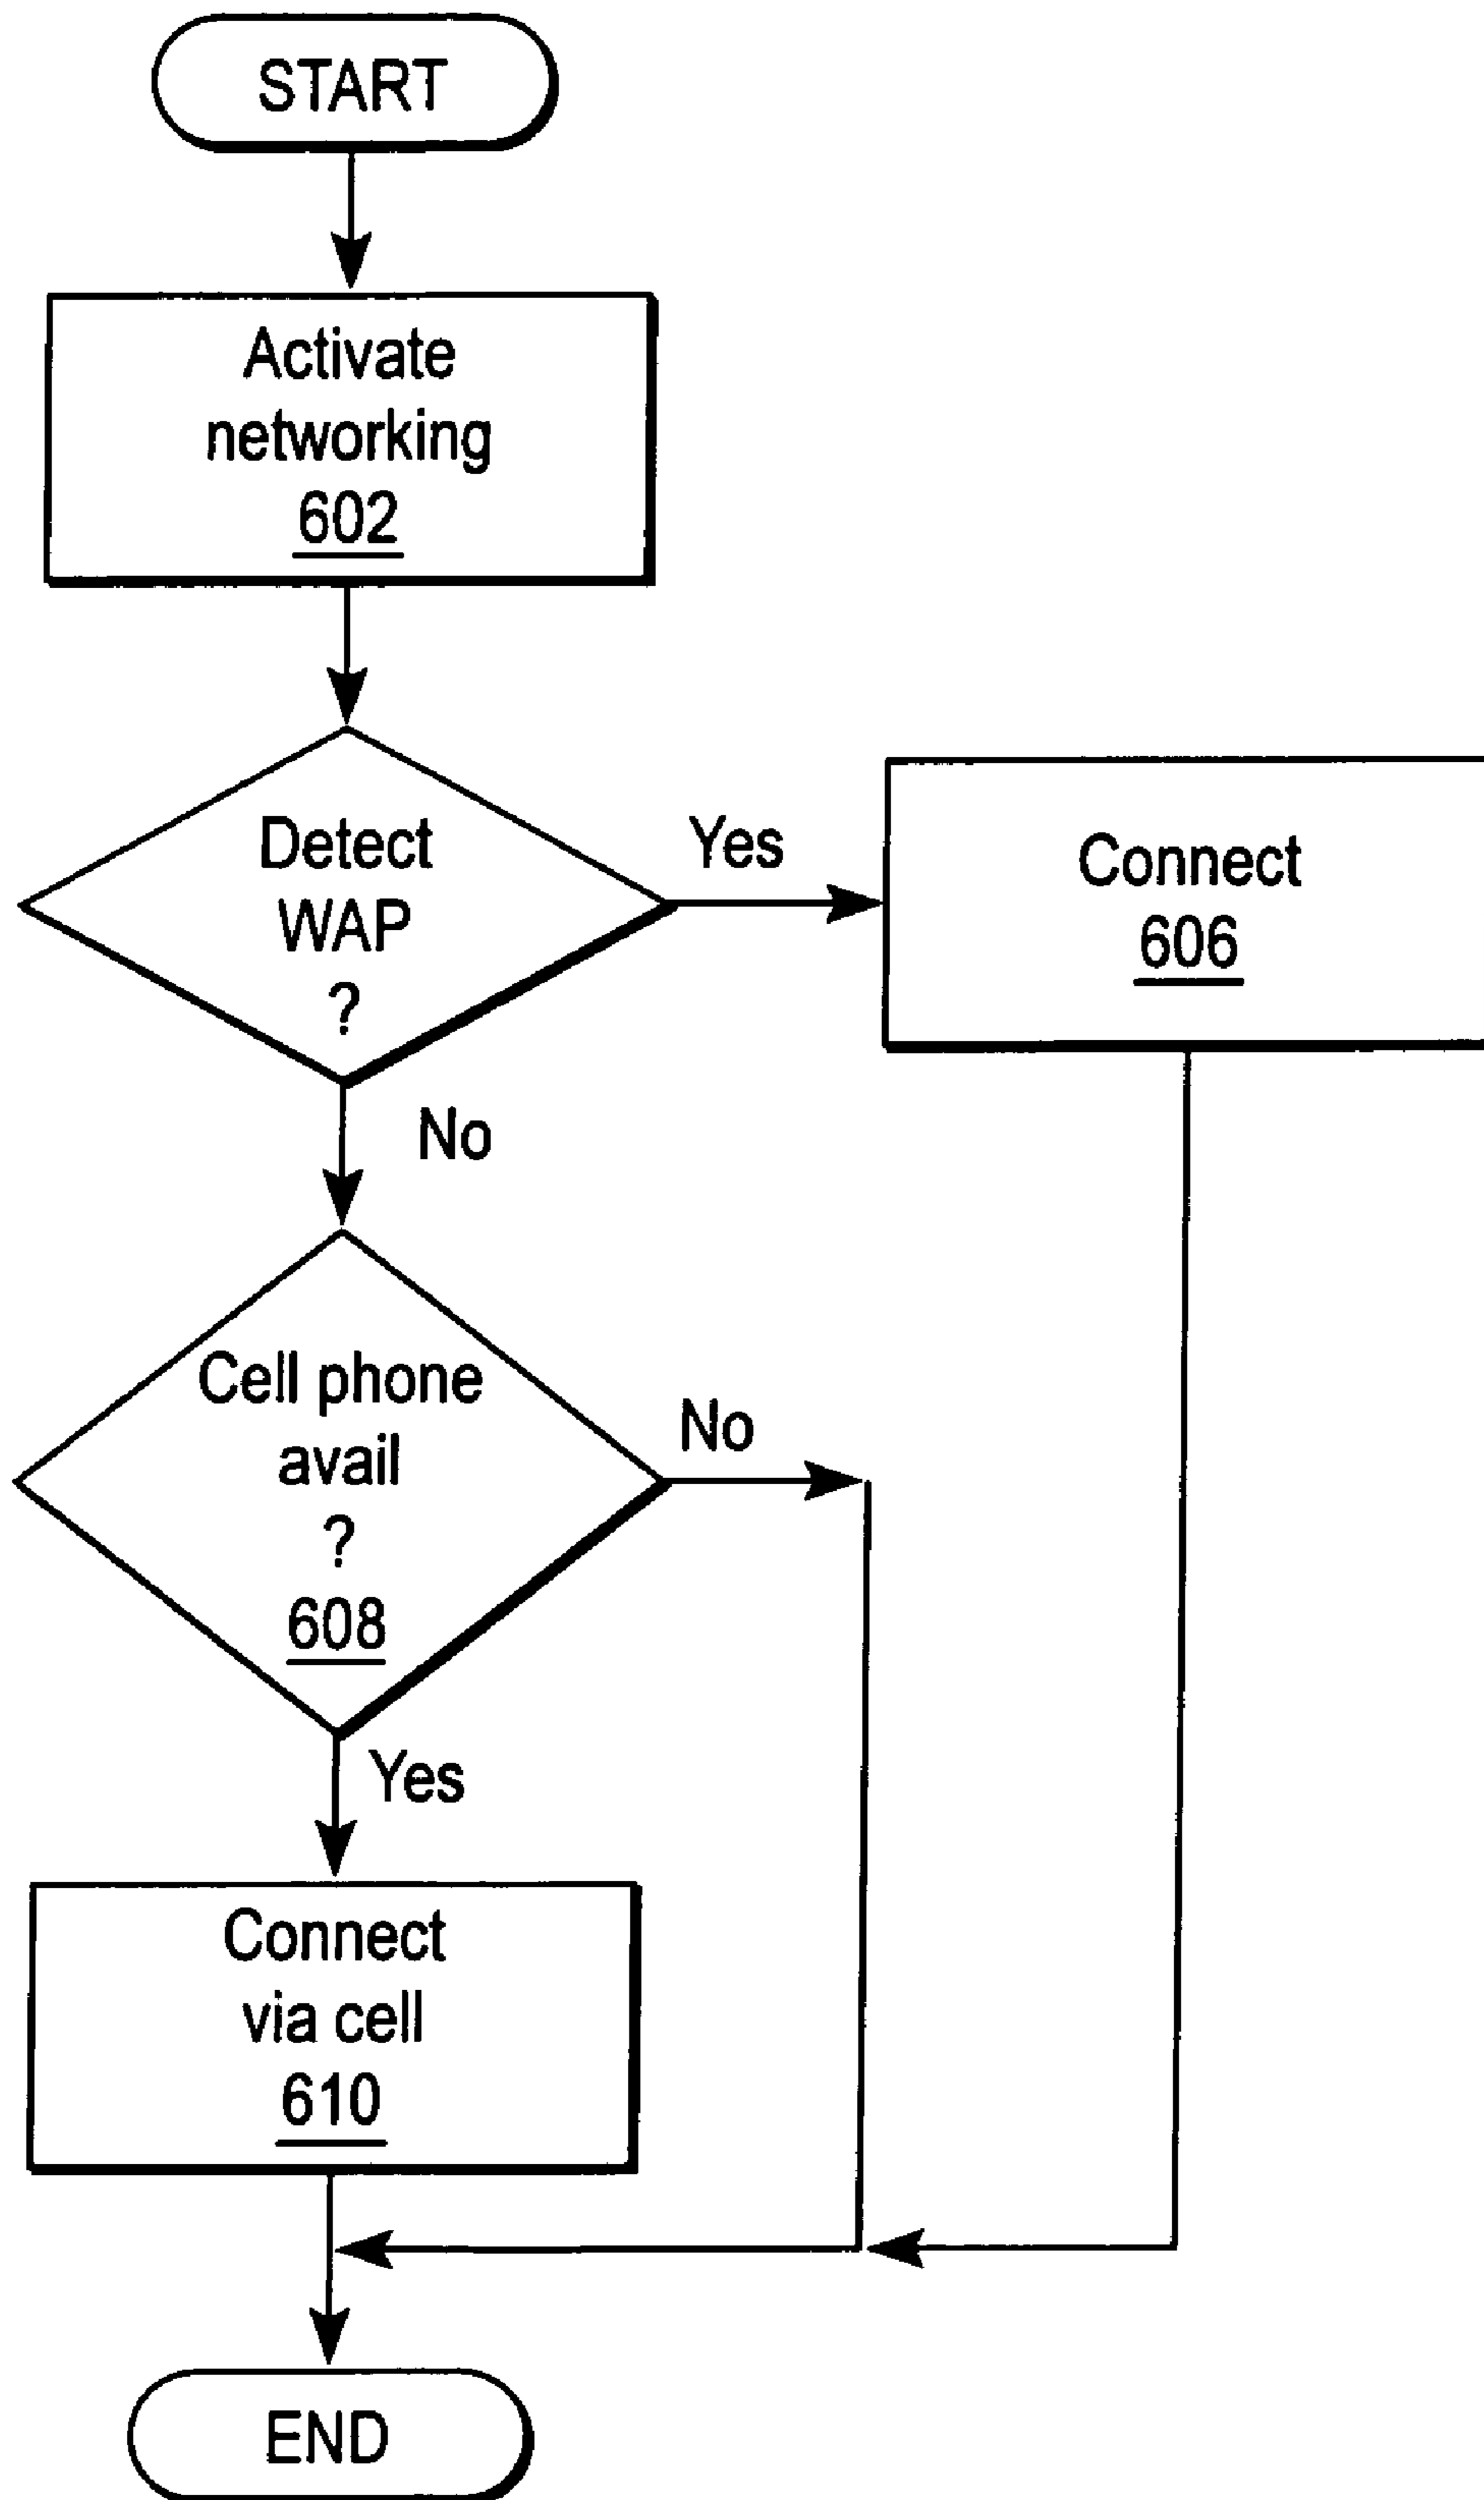 START
Activate
networking
602
Detect
WAP
?
Yes
Connect
606
No
Cell phone
avail
?
608
No
Yes
Connect
via cell
610
END